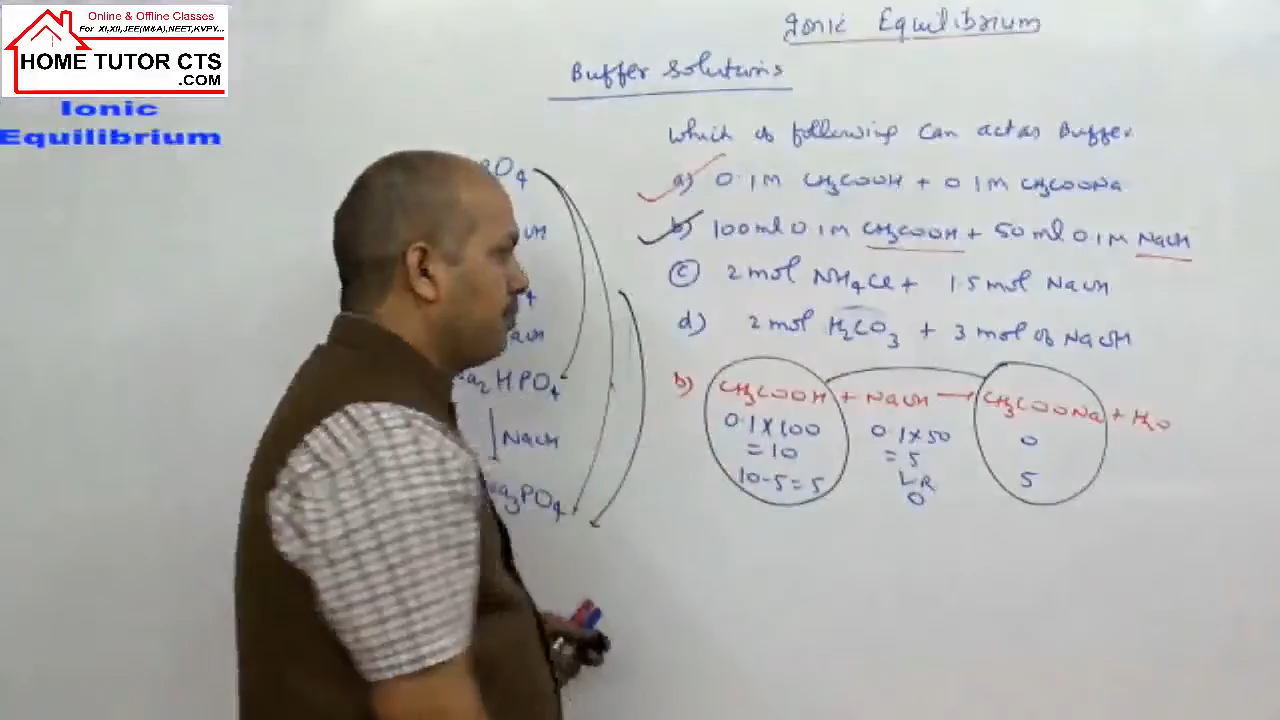 Online & Offline Classes
For XI,XII,JEE(M&A),NEET,KVPY...
HOME TUTOR CTS
.COM
Ionic
Equilibrium
Ionic Equilibrium
Buffer Solutions
Which of following Can act as Buffer
a) 0.1M CH3COOH + 0.1M CH3COONa
b) 100ml 0.1M CH3COOH + 50ml 0.1M NaOH
c) 2mol NH4Cl + 1.5mol NaOH
d) 2mol H2CO3 + 3mol of NaOH
b) CH3COOH + NaOH → CH3COONa + H2O
0.1×100 0.1×50 0
=10 =5
10-5=5 LR 5
0
PO4
HPO4
NaOH
PO4